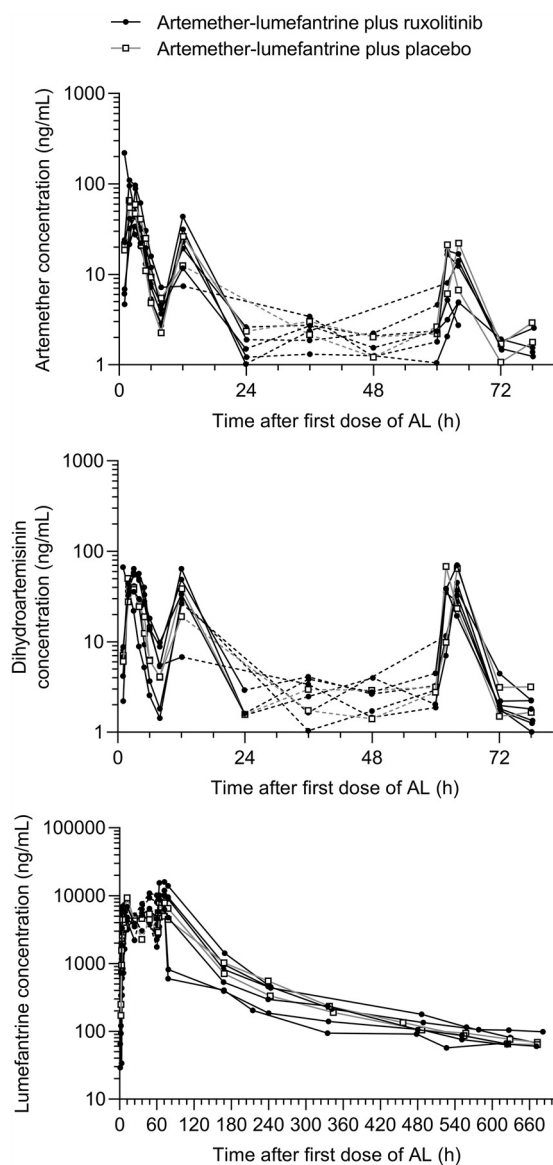 Artemether-lumefantrine plus ruxolitinib
Artemether-lumefantrine plus placebo
Artemether concentration (ng/mL)
1000
100
10
1
0 24 48 72
Time after first dose of AL (h)
Dihydroartemisinin
concentration (ng/mL)
1000
100
10
1
0 24 48 72
Time after first dose of AL (h)
Lumefantrine concentration (ng/mL)
100000
10000
1000
100
10
0 60 120 180 240 300 360 420 480 540 600 660
Time after first dose of AL (h)